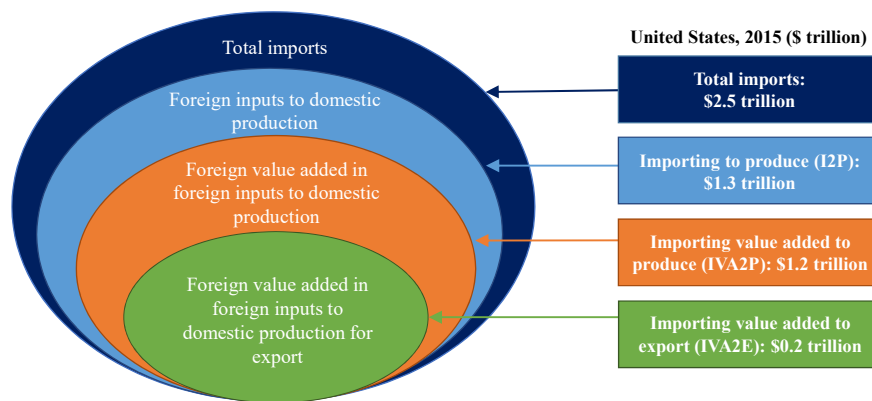 Total imports
Foreign inputs to domestic
production
Foreign value added in
foreign inputs to domestic
production
Foreign value added in
foreign inputs to
domestic production for
export
United States, 2015 ($ trillion)
Total imports:
$2.5 trillion
Importing to produce (I2P):
$1.3 trillion
Importing value added to
produce (IVA2P): $1.2 trillion
Importing value added to
export (IVA2E): $0.2 trillion